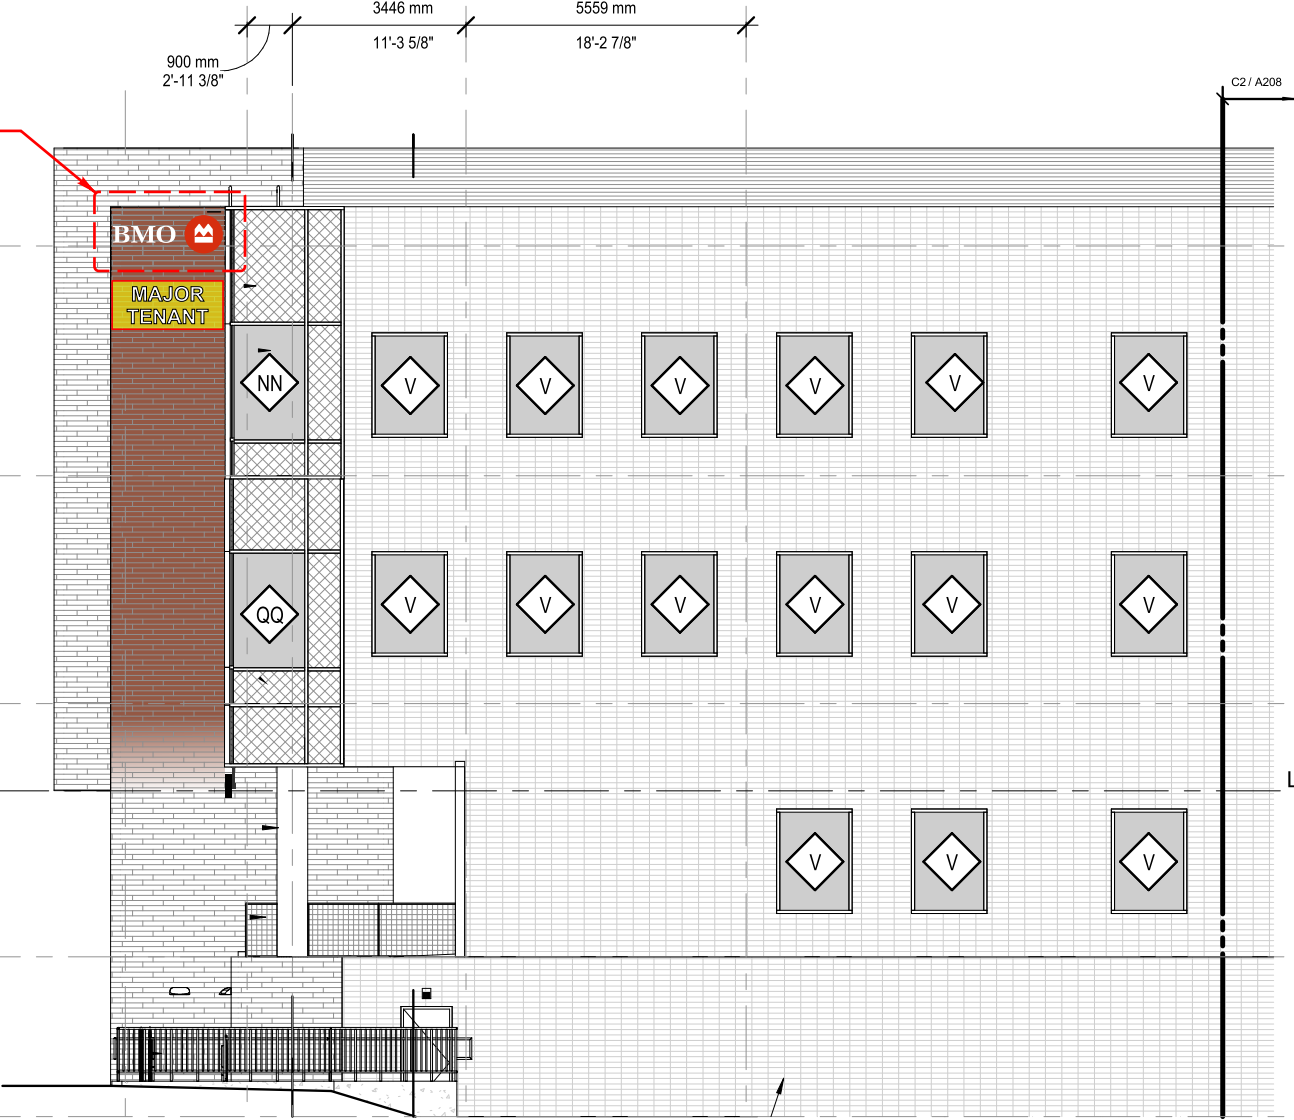 3446 mm
5559 mm
11'-3 5/8"
18'-2 7/8"
900 mm
2'-11 3/8"
C2 / A208
BMO
MAJOR
TENANT
NN
V
V
V
V
V
V
QQ
V
V
V
V
V
V
L
V
V
V